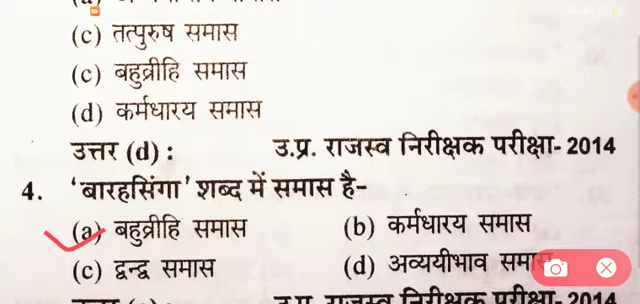 (c) तत्पुरुष समास
(c) बहुव्रीहि समास
(d) कर्मधारय समास
उत्तर (d) : उ.प्र. राजस्व निरीक्षक परीक्षा- 2014
4. 'बारहसिंगा' शब्द में समास है-
(a) बहुव्रीहि समास (b) कर्मधारय समास
(c) द्वन्द्व समास (d) अव्ययीभाव समास